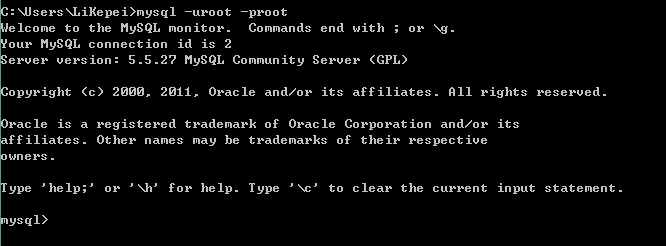 C:\Users\LiKepei>mysql -uroot -proot
Welcome to the MySQL monitor.  Commands end with ; or \g.
Your MySQL connection id is 2
Server version: 5.5.27 MySQL Community Server (GPL)
Copyright (c) 2000, 2011, Oracle and/or its affiliates. All rights reserved.
Oracle is a registered trademark of Oracle Corporation and/or its
affiliates. Other names may be trademarks of their respective
owners.
Type 'help;' or '\h' for help. Type '\c' to clear the current input statement.
mysql>